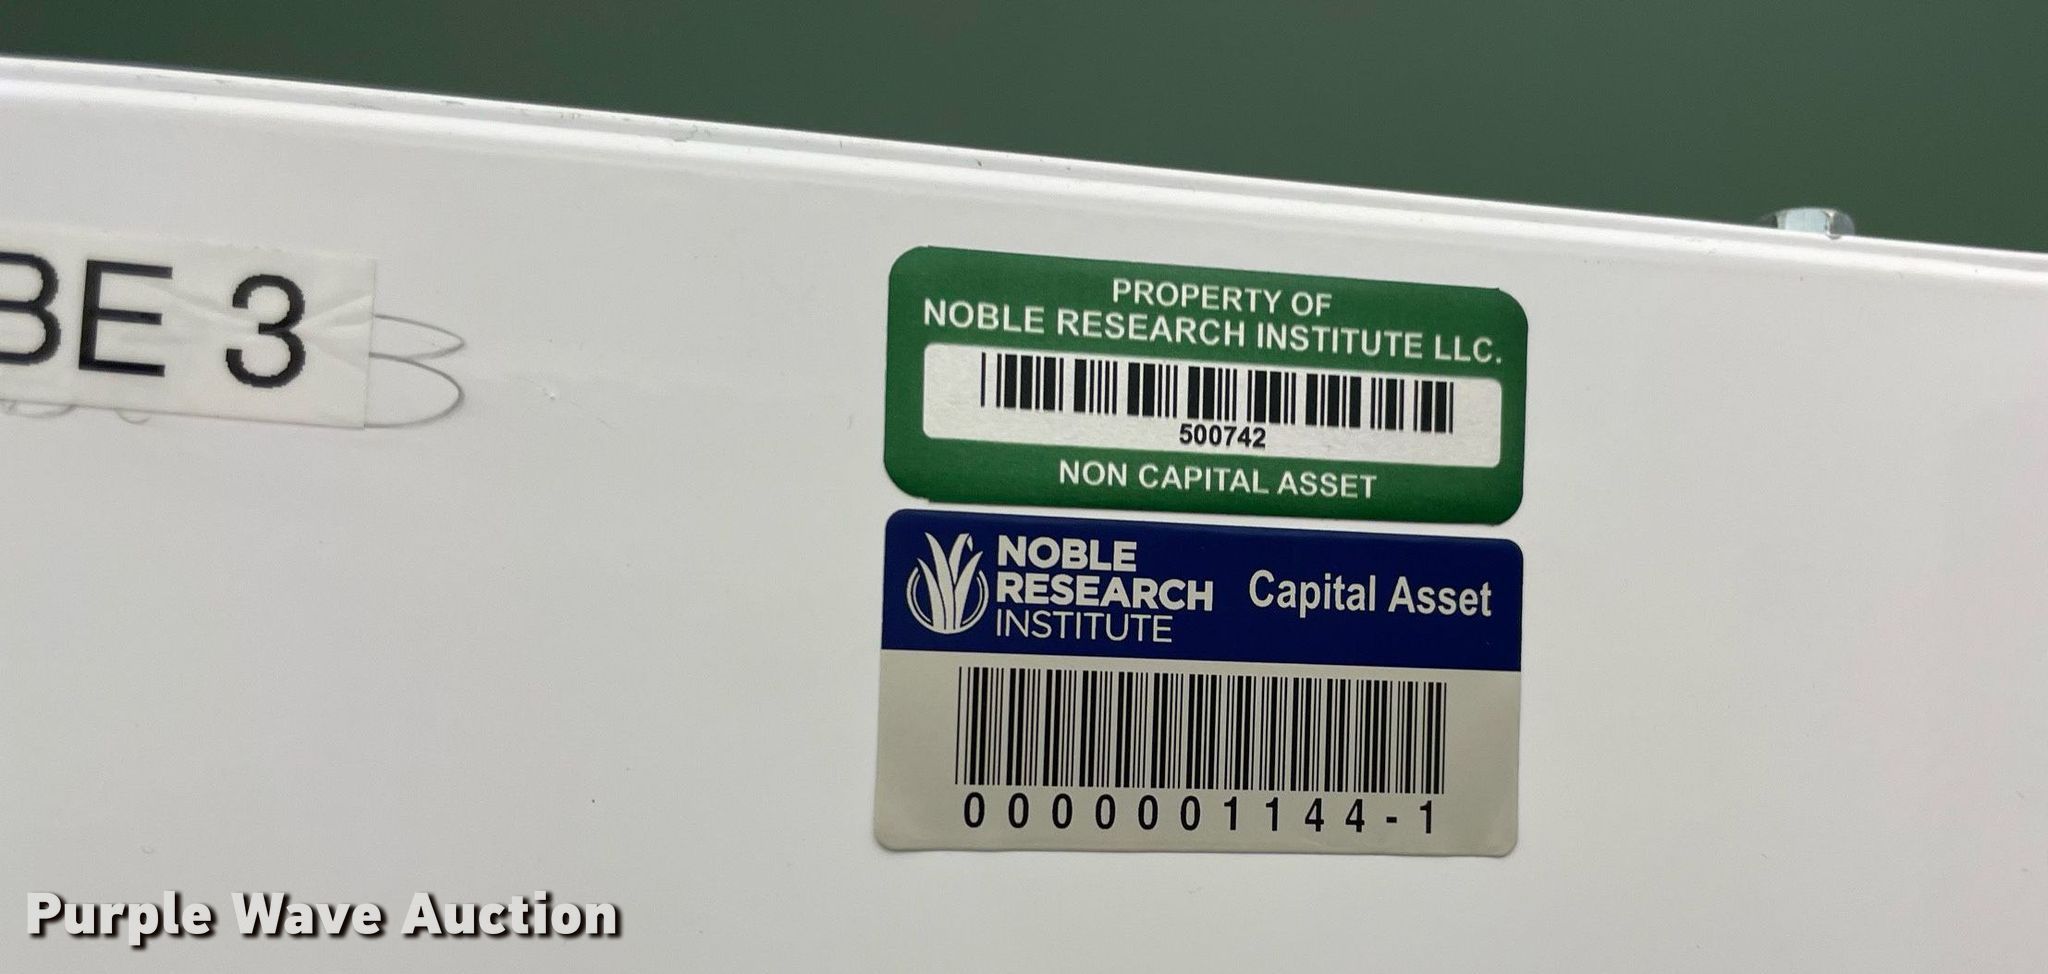 BE 3
PROPERTY OF
NOBLE RESEARCH INSTITUTE LLC.
500742
NON CAPITAL ASSET
NOBLE
RESEARCH
INSTITUTE
Capital Asset
0000001144-1
Purple Wave Auction